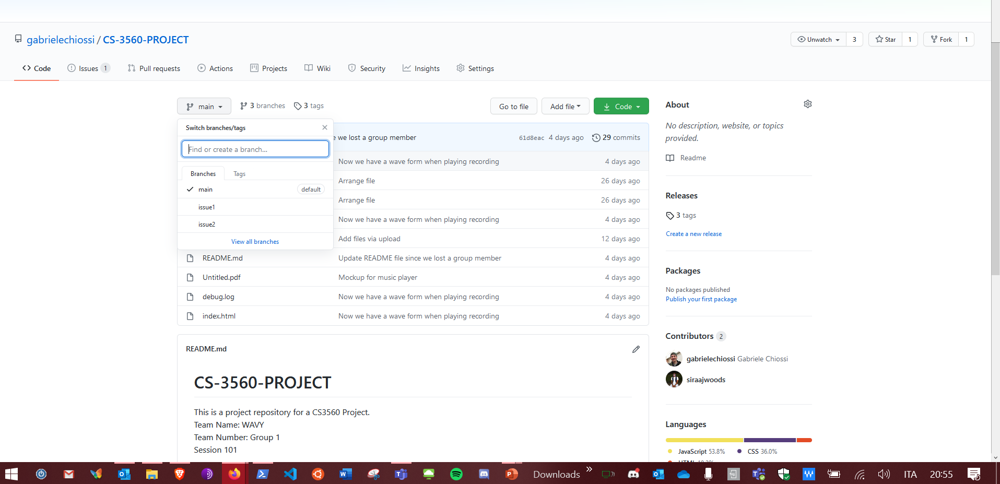 gabrielechiossi / CS-3560-PROJECT
Unwatch 3 Star 1 Fork 1
Code Issues 1 Pull requests Actions Projects Wiki Security Insights Settings
main 3 branches 3 tags Go to file Add file Code
Switch branches/tags
Find or create a branch...
Branches Tags
main default
issue1
issue2
View all branches
e we lost a group member 61d8eac 4 days ago 29 commits
Now we have a wave form when playing recording 4 days ago
Arrange file 26 days ago
Arrange file 26 days ago
Now we have a wave form when playing recording 4 days ago
Add files via upload 12 days ago
README.md Update README file since we lost a group member 4 days ago
Untitled.pdf Mockup for music player 4 days ago
debug.log Now we have a wave form when playing recording 4 days ago
index.html Now we have a wave form when playing recording 4 days ago
README.md
CS-3560-PROJECT
This is a project repository for a CS3560 Project.
Team Name: WAVY
Team Number: Group 1
Session 101
About
No description, website, or topics
provided.
Readme
Releases
3 tags
Create a new release
Packages
No packages published
Publish your first package
Contributors 2
gabrielechiossi Gabriele Chiossi
siraajwoods
Languages
JavaScript 53.8% CSS 36.0%
Downloads ITA 20:55